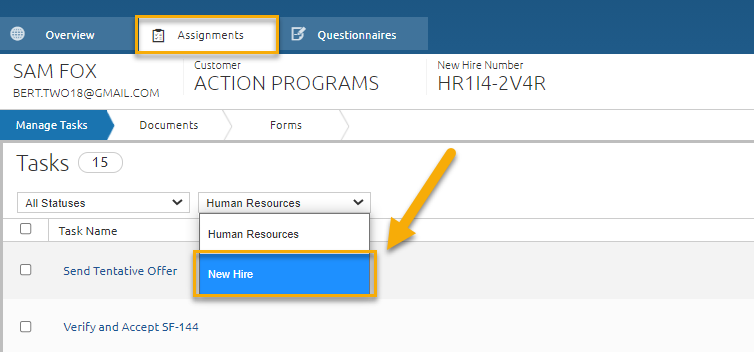 Overview
Assignments
Questionnaires
SAM FOX
BERT.TWO18@GMAIL.COM
Customer
ACTION PROGRAMS
New Hire Number
HR1I4-2V4R
Manage Tasks
Documents
Forms
Tasks 15
All Statuses
Human Resources
Task Name
Human Resources
Send Tentative Offer
New Hire
Verify and Accept SF-144